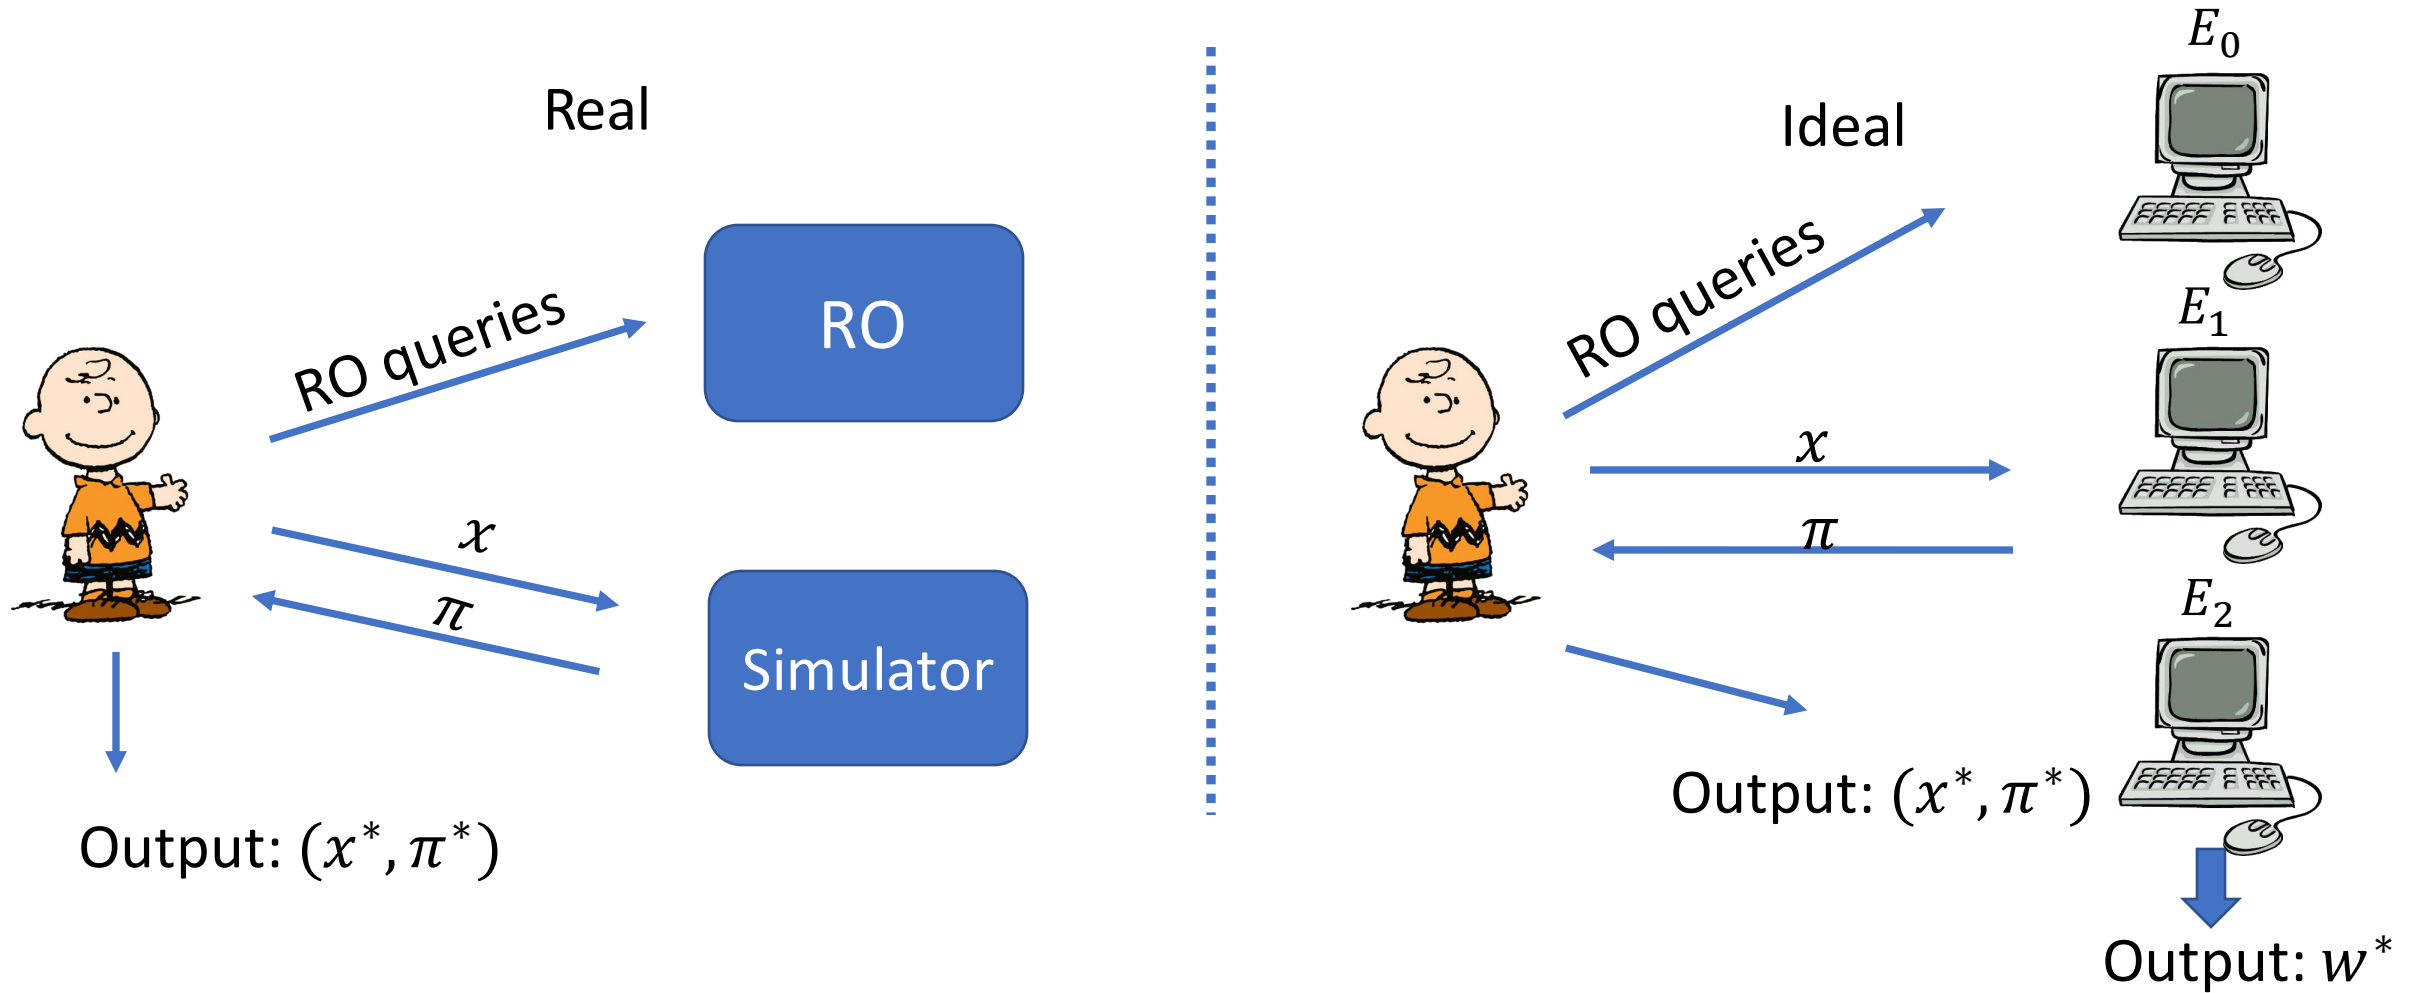 Real
RO queries
RO
x
π
Simulator
Output: (x*, π*)
Ideal
E₀
RO queries
E₁
x
π
E₂
Output: (x*, π*)
Output: w*